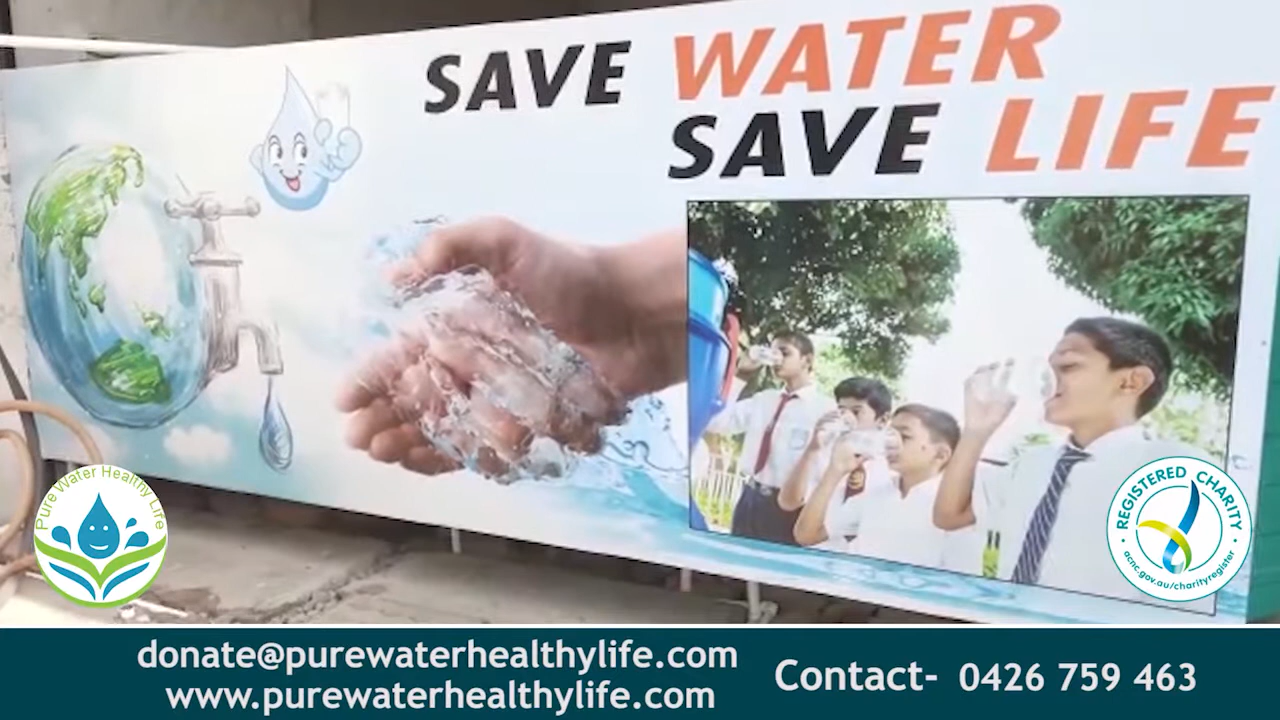 SAVE WATER
SAVE LIFE
Pure Water Healthy Life
REGISTERED CHARITY
acnc.gov.au/charityregister
donate@purewaterhealthylife.com
www.purewaterhealthylife.com
Contact- 0426 759 463